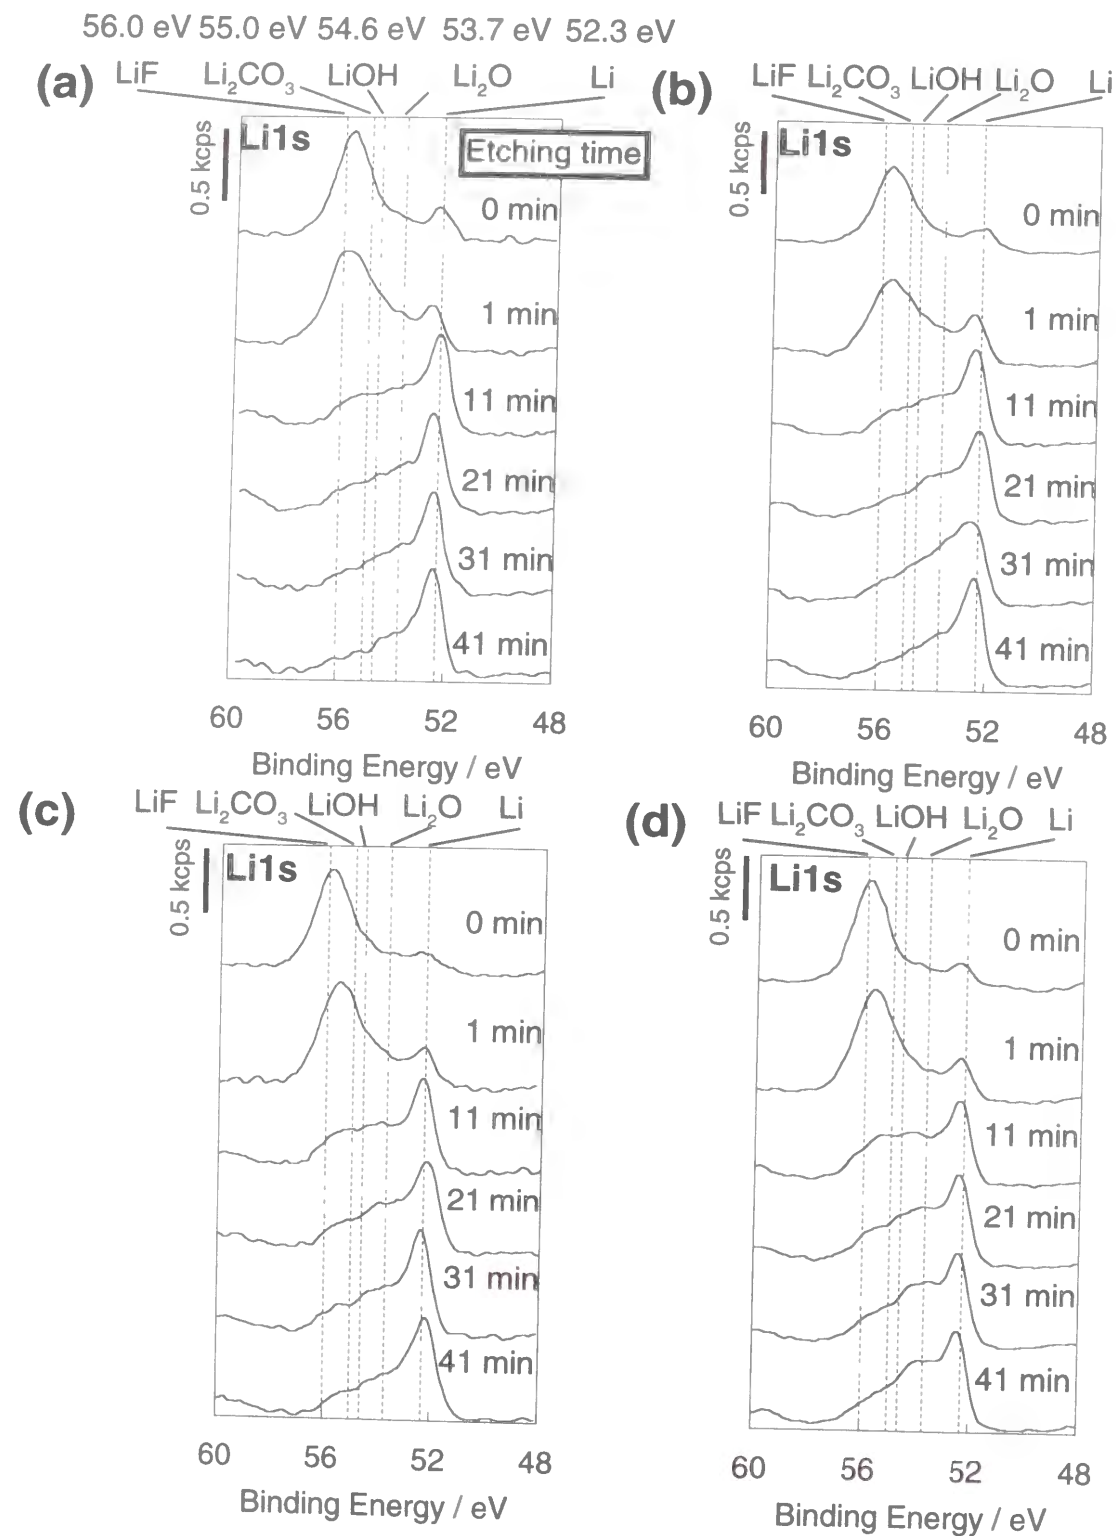 56.0 eV 55.0 eV 54.6 eV 53.7 eV 52.3 eV
(a) LiF Li₂CO₃ LiOH Li₂O Li
Li1s
0.5 kcps
Etching time
0 min
1 min
11 min
21 min
31 min
41 min
60 56 52 48
Binding Energy / eV
(b) LiF Li₂CO₃ LiOH Li₂O Li
Li1s
0.5 kcps
0 min
1 min
11 min
21 min
31 min
41 min
60 56 52 48
Binding Energy / eV
(c) LiF Li₂CO₃ LiOH Li₂O Li
Li1s
0.5 kcps
0 min
1 min
11 min
21 min
31 min
41 min
60 56 52 48
Binding Energy / eV
(d) LiF Li₂CO₃ LiOH Li₂O Li
Li1s
0.5 kcps
0 min
1 min
11 min
21 min
31 min
41 min
60 56 52 48
Binding Energy / eV